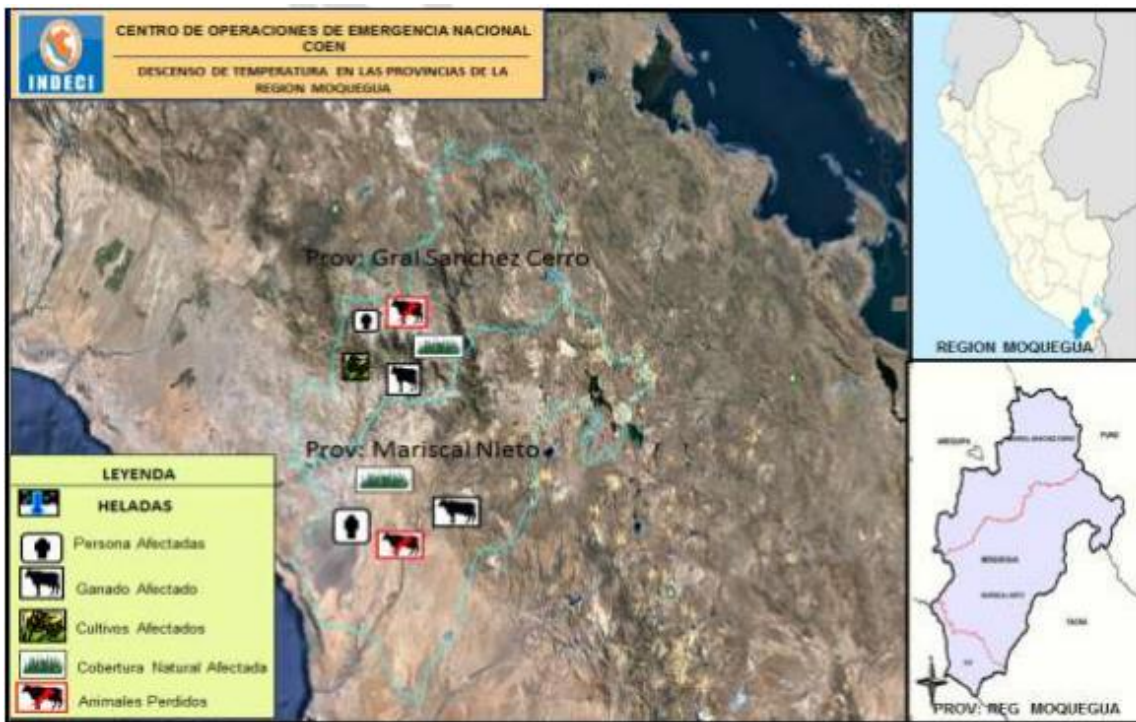 CENTRO DE OPERACIONES DE EMERGENCIA NACIONAL
COEN
INDECI
DESCENSO DE TEMPERATURA EN LAS PROVINCIAS DE LA
REGION MOQUEGUA
Prov: Gral Sanchez Cerro
Prov: Mariscal Nieto
LEYENDA
HELADAS
Persona Afectadas
Ganado Afectado
Cultivos Afectados
Cobertura Natural Afectada
Animales Perdidos
REGION MOQUEGUA
AREQUIPA
PUNO
MOQUEGUA
MARISCAL NIETO
TACNA
PROV: REG MOQUEGUA